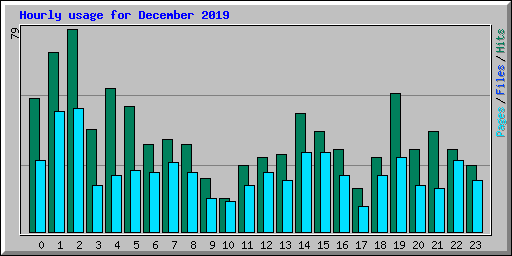 Hourly usage for December 2019
79
Pages/Files/Hits
0 1 2 3 4 5 6 7 8 9 10 11 12 13 14 15 16 17 18 19 20 21 22 23